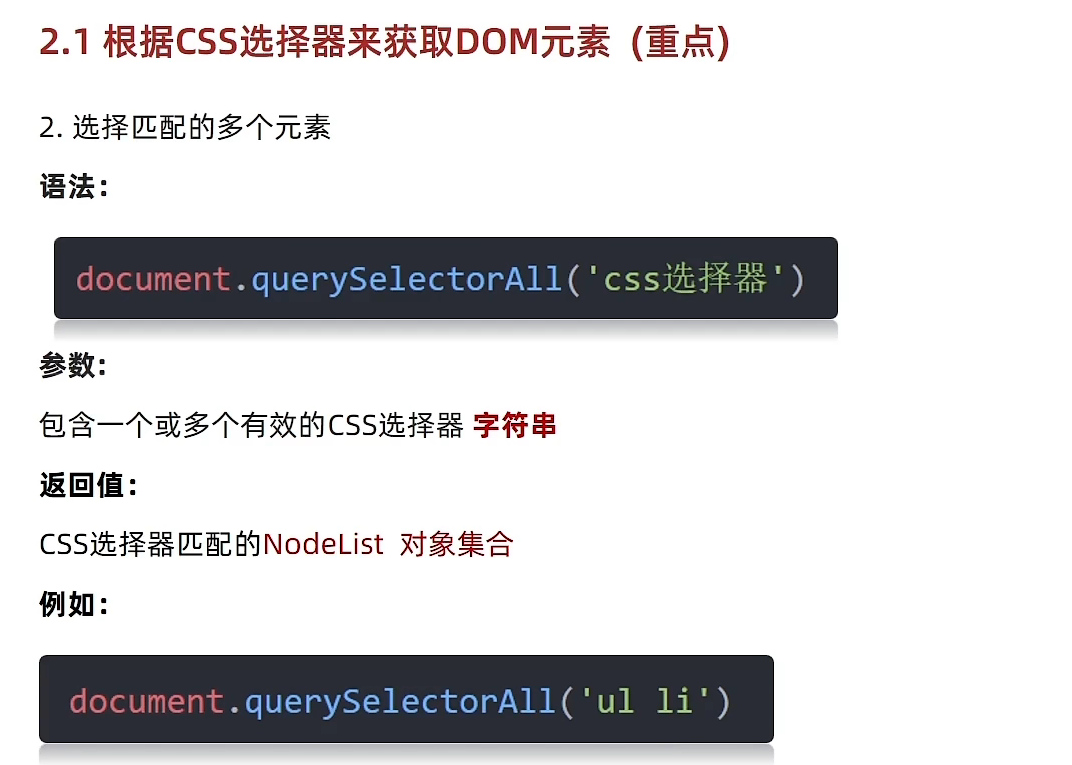 2.1 根据CSS选择器来获取DOM元素 (重点)
2. 选择匹配的多个元素
语法：
document.querySelectorAll('css选择器')
参数:
包含一个或多个有效的CSS选择器 字符串
返回值：
CSS选择器匹配的NodeList 对象集合
例如：
document.querySelectorAll('ul li')